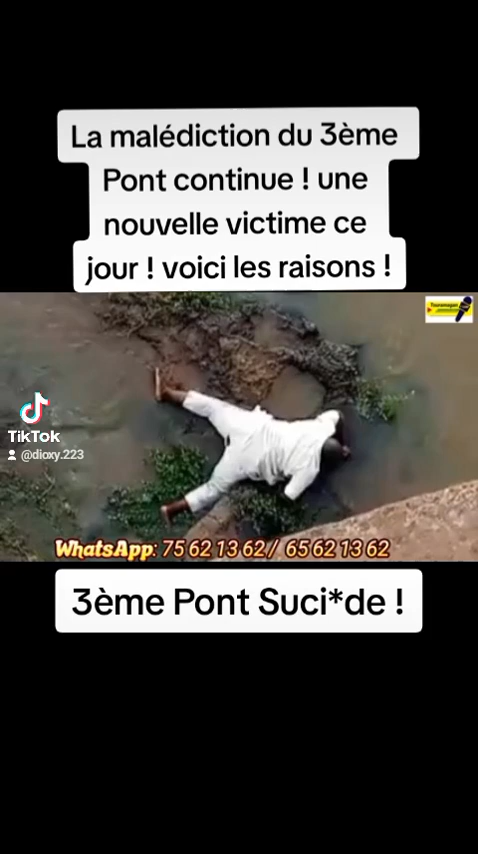 La malédiction du 3ème
Pont continue ! une
nouvelle victime ce
jour ! voici les raisons !
TikTok
@dioxy.223
WhatsApp: 75 62 13 62 / 65 62 13 62
3ème Pont Suci*de !